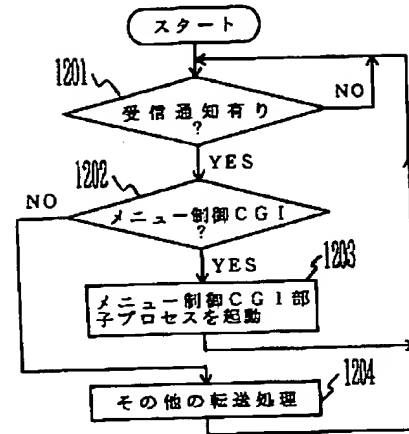 スタート
1201
受信通知有り
?
NO
YES
1202
NO
メニュー制御CGI
?
YES
1203
メニュー制御CGI部
子プロセスを起動
1204
その他の転送処理